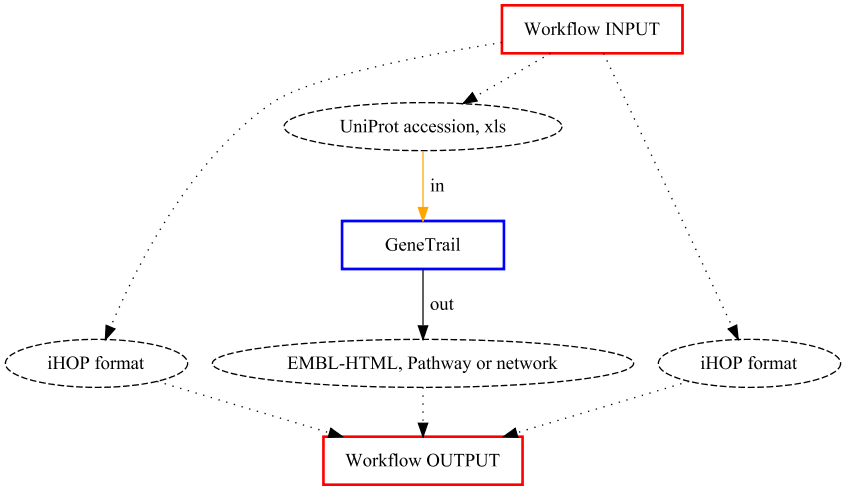 Workflow INPUT
UniProt accession, xls
in
GeneTrail
out
iHOP format
EMBL-HTML, Pathway or network
iHOP format
Workflow OUTPUT